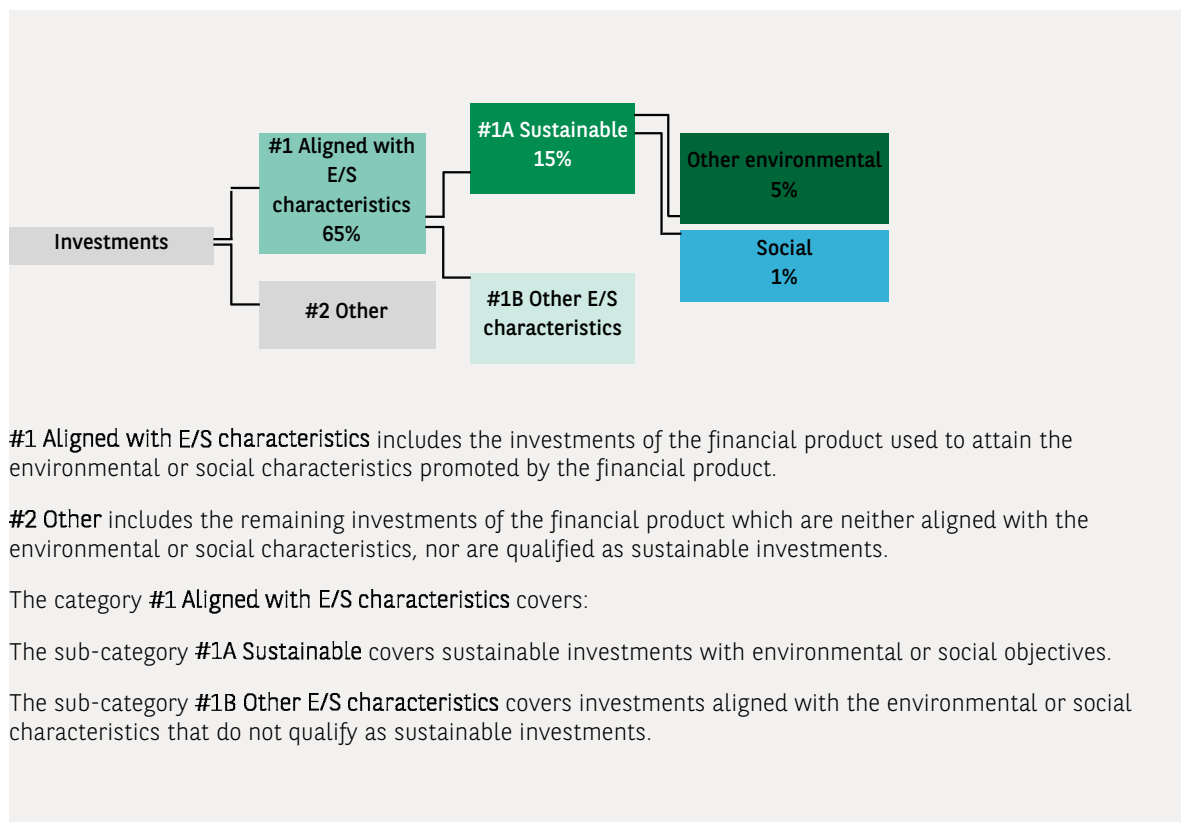 #1A Sustainable
15%
#1 Aligned with
E/S
characteristics
65%
Other environmental
5%
Investments
Social
1%
#2 Other
#1B Other E/S
characteristics
#1 Aligned with E/S characteristics includes the investments of the financial product used to attain the
environmental or social characteristics promoted by the financial product.
#2 Other includes the remaining investments of the financial product which are neither aligned with the
environmental or social characteristics, nor are qualified as sustainable investments.
The category #1 Aligned with E/S characteristics covers:
The sub-category #1A Sustainable covers sustainable investments with environmental or social objectives.
The sub-category #1B Other E/S characteristics covers investments aligned with the environmental or social
characteristics that do not qualify as sustainable investments.